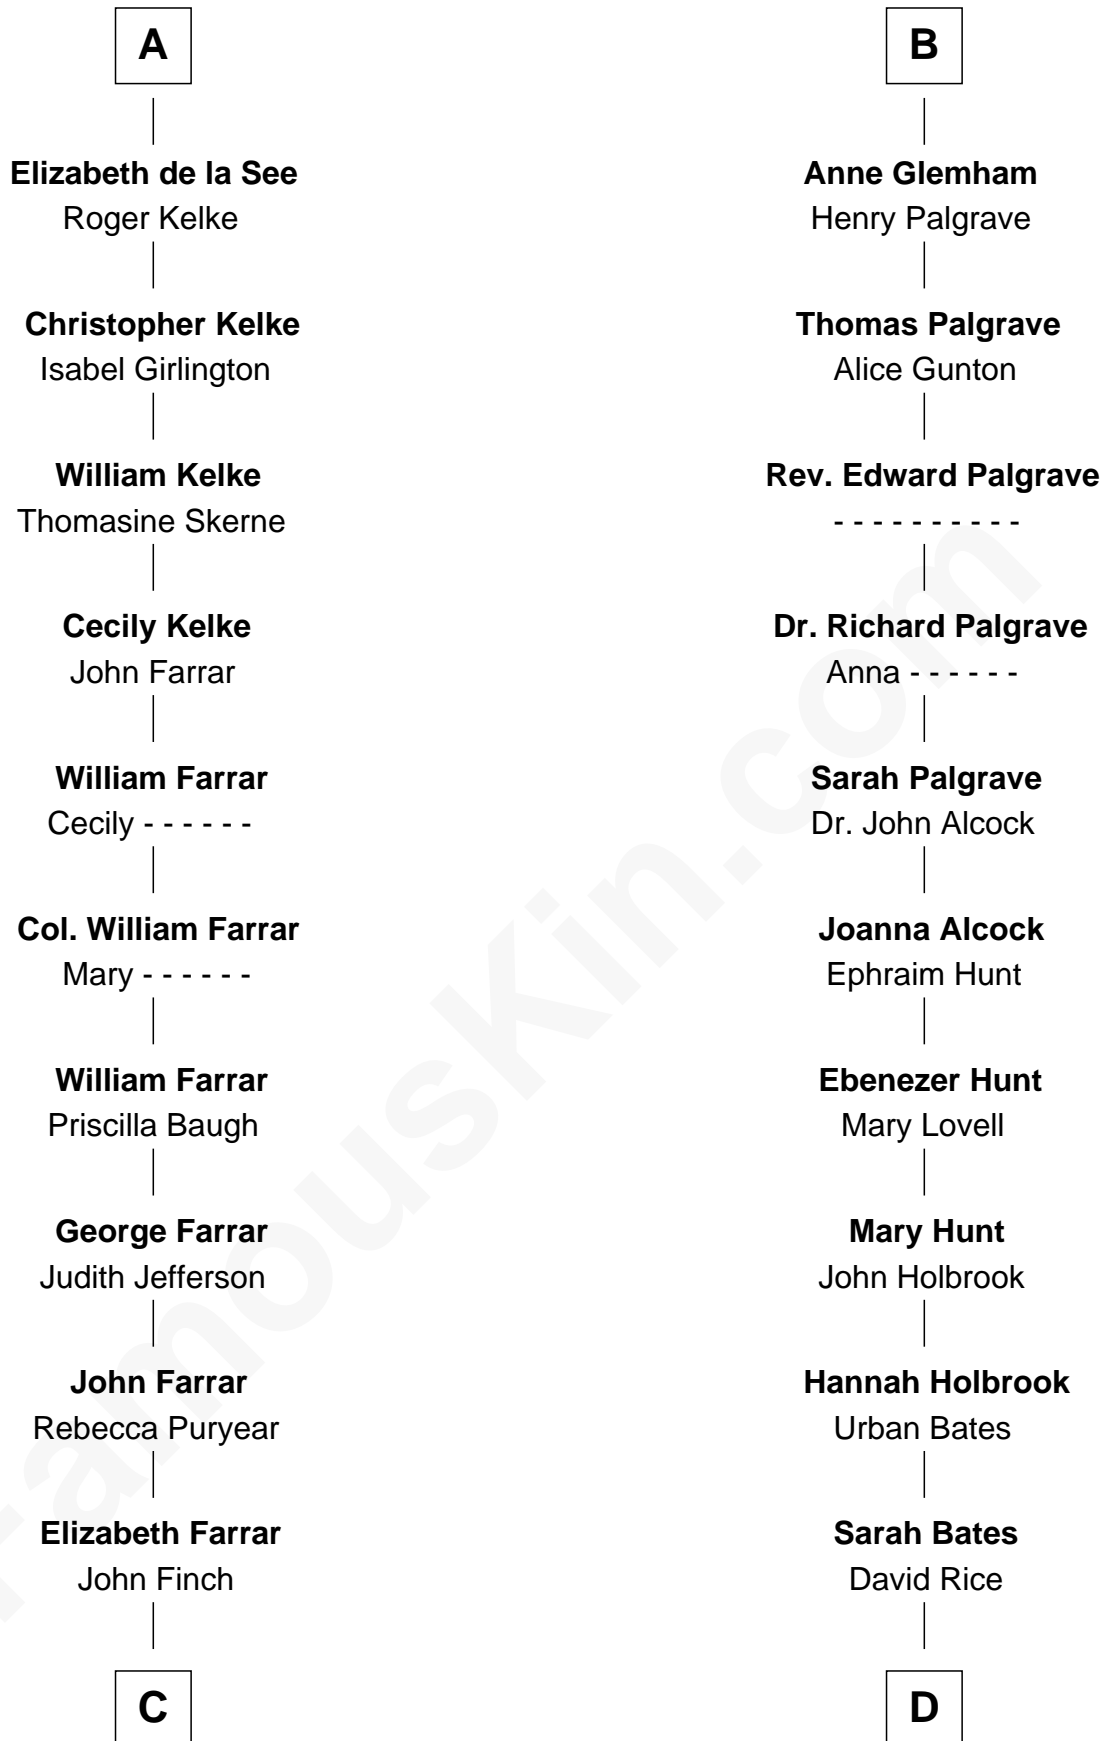 A
Elizabeth de la See
Roger Kelke
Christopher Kelke
Isabel Girlington
William Kelke
Thomasine Skerne
Cecily Kelke
John Farrar
William Farrar
Cecily - - - - - -
Col. William Farrar
Mary - - - - - -
William Farrar
Priscilla Baugh
George Farrar
Judith Jefferson
John Farrar
Rebecca Puryear
Elizabeth Farrar
John Finch
C
B
Anne Glemham
Henry Palgrave
Thomas Palgrave
Alice Gunton
Rev. Edward Palgrave
- - - - - - - - - -
Dr. Richard Palgrave
Anna - - - - - -
Sarah Palgrave
Dr. John Alcock
Joanna Alcock
Ephraim Hunt
Ebenezer Hunt
Mary Lovell
Mary Hunt
John Holbrook
Hannah Holbrook
Urban Bates
Sarah Bates
David Rice
D
FamousKin.com